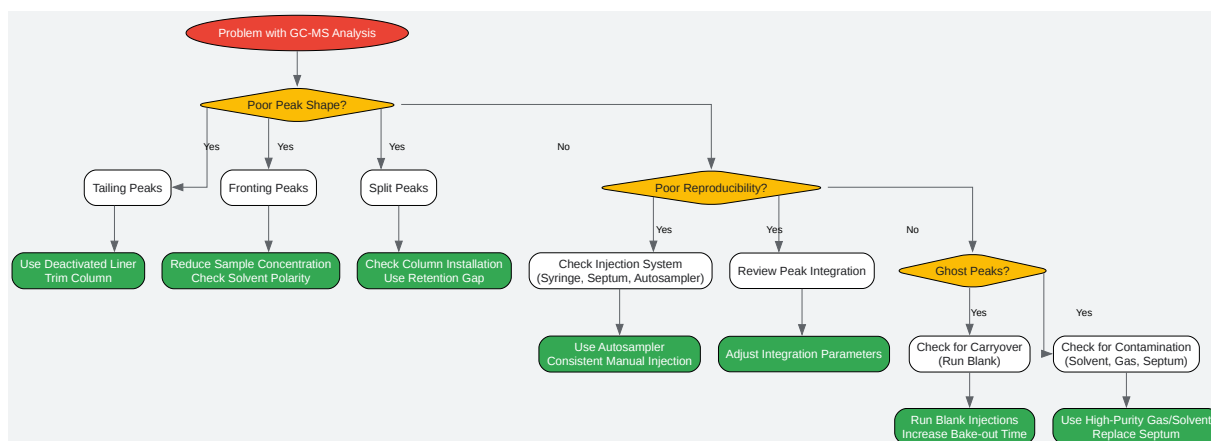 Problem with GC-MS Analysis
Poor Peak Shape?
Yes
Yes
Yes
No
Tailing Peaks
Fronting Peaks
Split Peaks
Poor Reproducibility?
Use Deactivated Liner
Trim Column
Reduce Sample Concentration
Check Solvent Polarity
Check Column Installation
Use Retention Gap
Yes
Yes
No
Check Injection System
(Syringe, Septum, Autosampler)
Review Peak Integration
Ghost Peaks?
Yes
Yes
Use Autosampler
Consistent Manual Injection
Adjust Integration Parameters
Check for Carryover
(Run Blank)
Check for Contamination
(Solvent, Gas, Septum)
Run Blank Injections
Increase Bake-out Time
Use High-Purity Gas/Solvent
Replace Septum